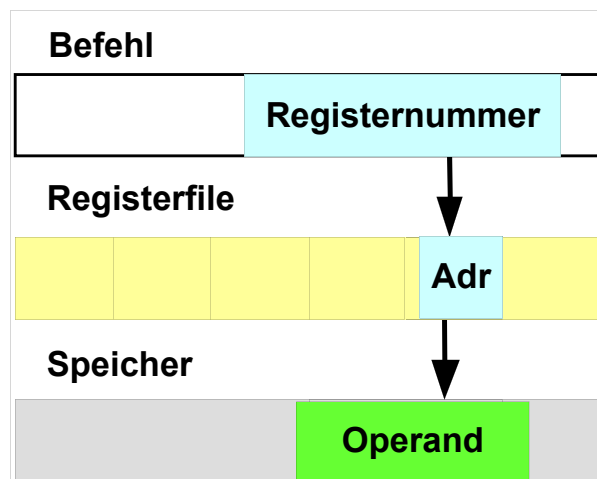 Befehl
Registernummer
Registerfile
Adr
Speicher
Operand